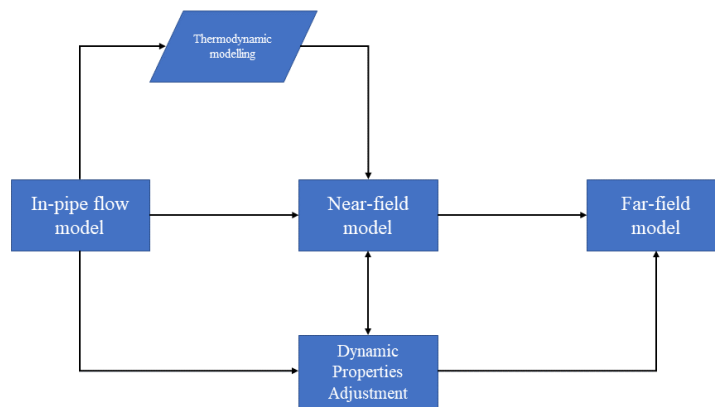 Thermodynamic
modelling
In-pipe flow
model
Near-field
model
Far-field
model
Dynamic
Properties
Adjustment